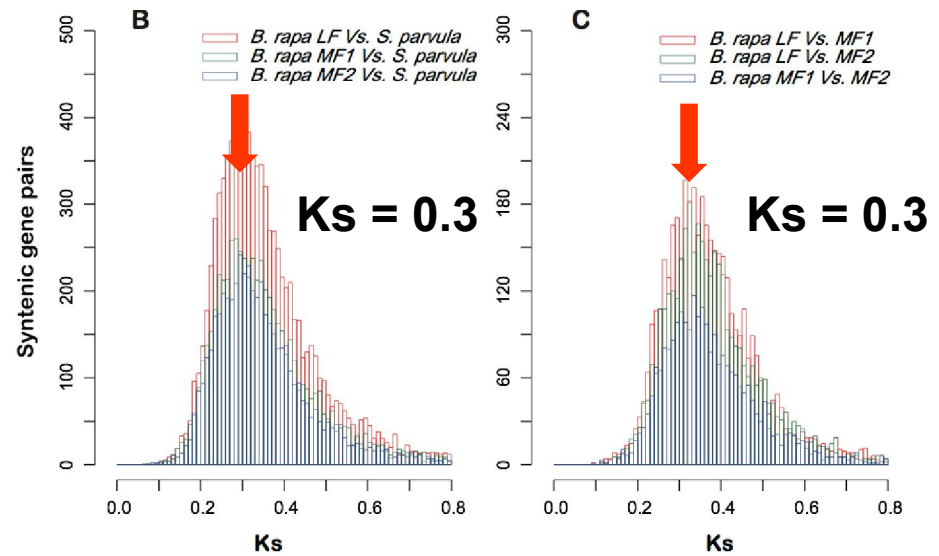 B
B. rapa LF Vs. S. parvula
B. rapa MF1 Vs. S. parvula
B. rapa MF2 Vs. S. parvula
Ks = 0.3
Syntenic gene pairs
500
400
300
200
100
0
0.0 0.2 0.4 0.6 0.8
Ks
C
B. rapa LF Vs. MF1
B. rapa LF Vs. MF2
B. rapa MF1 Vs. MF2
Ks = 0.3
300
240
180
120
60
0
0.0 0.2 0.4 0.6 0.8
Ks